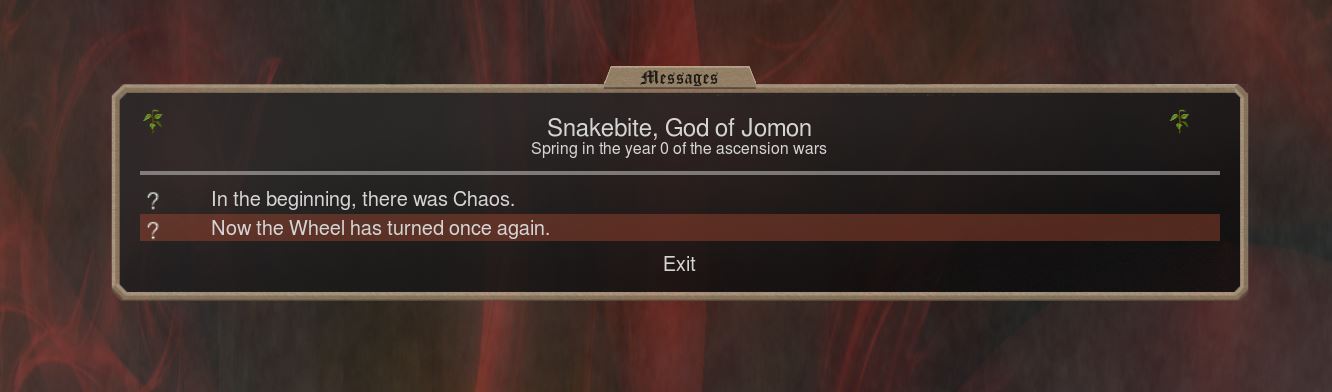 Messages
Snakebite, God of Jomon
Spring in the year 0 of the ascension wars
? In the beginning, there was Chaos.
? Now the Wheel has turned once again.
Exit